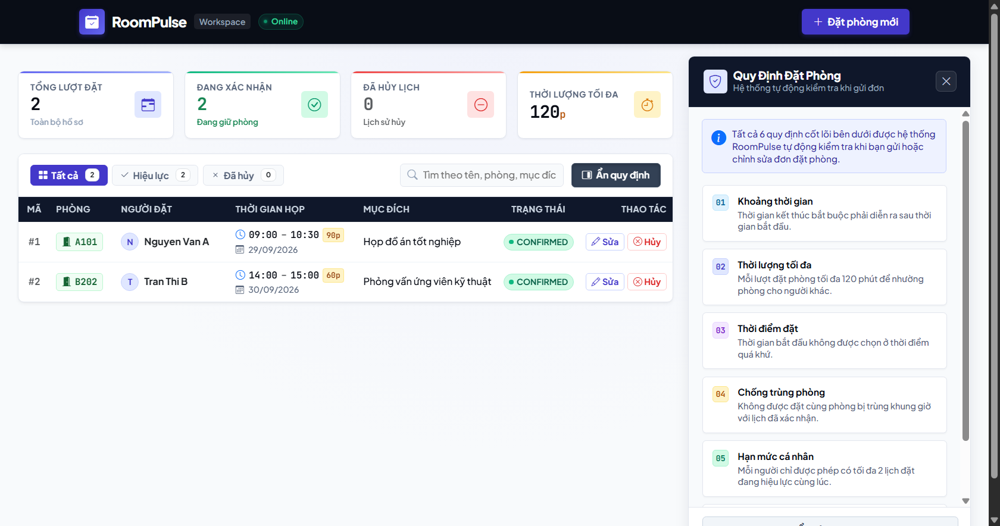 RoomPulse
Workspace
Online
Đặt phòng mới
TỔNG LƯỢT ĐẶT
2
Toàn bộ hồ sơ
ĐANG XÁC NHẬN
2
Đang giữ phòng
ĐÃ HỦY LỊCH
0
Lịch sử hủy
THỜI LƯỢNG TỐI ĐA
120p
Tất cả 2
Hiệu lực 2
Đã hủy 0
Tìm theo tên, phòng, mục đíc
Ẩn quy định
MÃ PHÒNG NGƯỜI ĐẶT THỜI GIAN HỌP MỤC ĐÍCH TRẠNG THÁI THAO TÁC
#1 A101 N Nguyen Van A 09:00 – 10:30 90p Họp đồ án tốt nghiệp CONFIRMED Sửa Hủy
29/09/2026
#2 B202 T Tran Thi B 14:00 – 15:00 60p Phỏng vấn ứng viên kỹ thuật CONFIRMED Sửa Hủy
30/09/2026
Quy Định Đặt Phòng
Hệ thống tự động kiểm tra khi gửi đơn
Tất cả 6 quy định cốt lõi bên dưới được hệ thống
RoomPulse tự động kiểm tra khi bạn gửi hoặc
chỉnh sửa đơn đặt phòng.
01 Khoảng thời gian
Thời gian kết thúc bắt buộc phải diễn ra sau thời
gian bắt đầu.
02 Thời lượng tối đa
Mỗi lượt đặt phòng tối đa 120 phút để nhường
phòng cho người khác.
03 Thời điểm đặt
Thời gian bắt đầu không được chọn ở thời điểm
quá khứ.
04 Chống trùng phòng
Không được đặt cùng phòng bị trùng khung giờ
với lịch đã xác nhận.
05 Hạn mức cá nhân
Mỗi người chỉ được phép có tối đa 2 lịch đặt
đang hiệu lực cùng lúc.